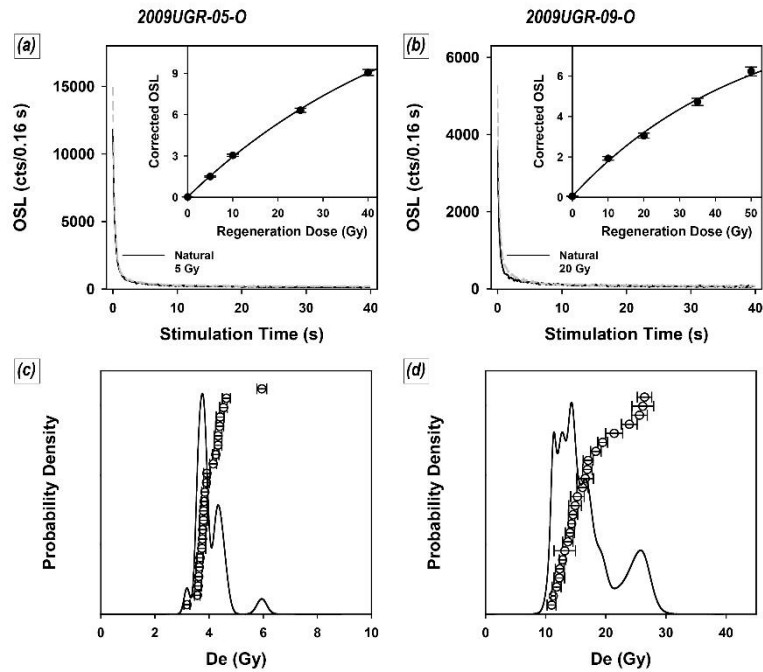 2009UGR-05-O
2009UGR-09-O
(a)
OSL (cts/0.16 s)
15000
10000
5000
0
Corrected OSL
9
6
3
0
0 10 20 30 40
Regeneration Dose (Gy)
Natural
5 Gy
0 10 20 30 40
Stimulation Time (s)
(b)
OSL (cts/0.16 s)
6000
4000
2000
0
Corrected OSL
6
4
2
0
0 10 20 30 40 50
Regeneration Dose (Gy)
Natural
20 Gy
0 10 20 30 40
Stimulation Time (s)
(c)
Probability Density
0 2 4 6 8 10
De (Gy)
(d)
Probability Density
0 10 20 30 40
De (Gy)